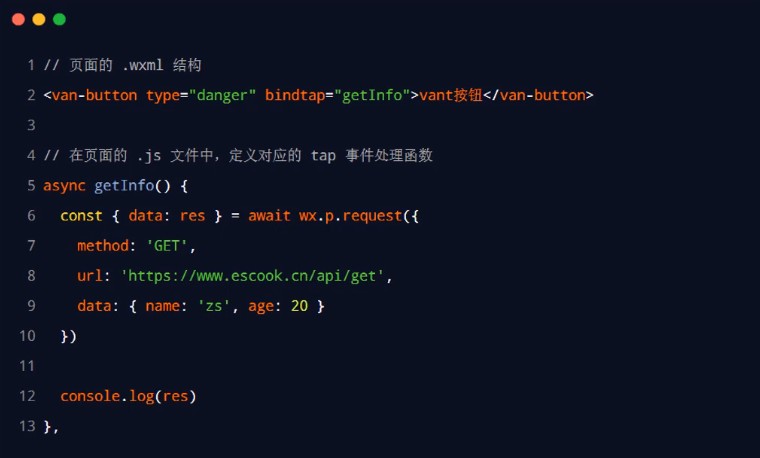 1 // 页面的 .wxml 结构
2 <van-button type="danger" bindtap="getInfo">vant按钮</van-button>
3
4 // 在页面的 .js 文件中，定义对应的 tap 事件处理函数
5 async getInfo() {
6   const { data: res } = await wx.p.request({
7     method: 'GET',
8     url: 'https://www.escook.cn/api/get',
9     data: { name: 'zs', age: 20 }
10   })
11
12   console.log(res)
13 },